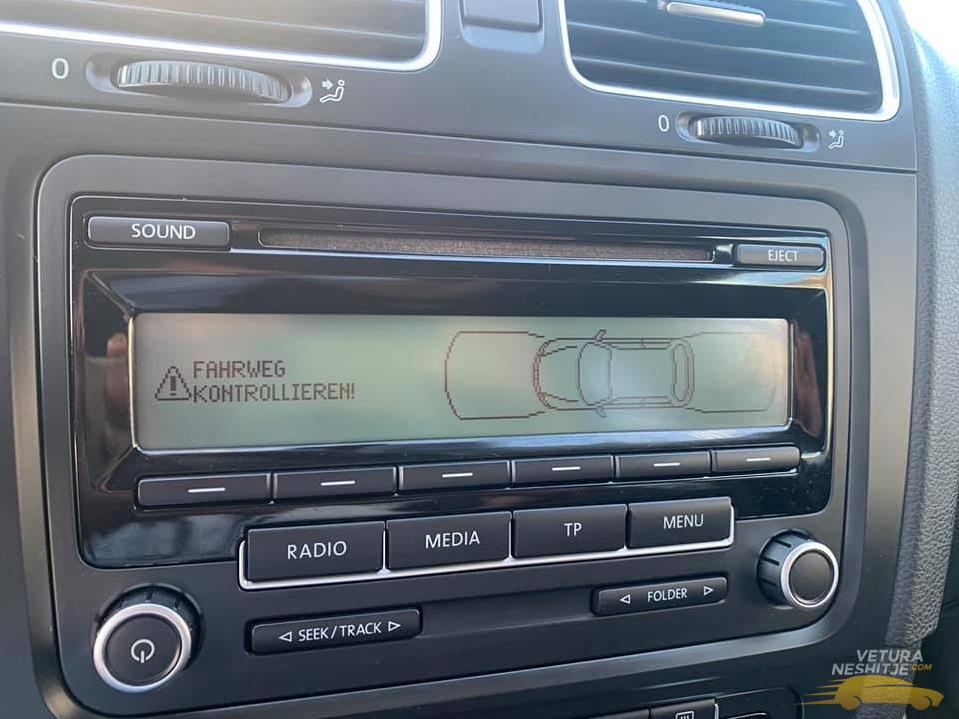 0
0
SOUND
EJECT
FAHRWEG
KONTROLLIEREN!
RADIO
MEDIA
TP
MENU
SEEK/TRACK
FOLDER
VETURA
NESHITJE.COM